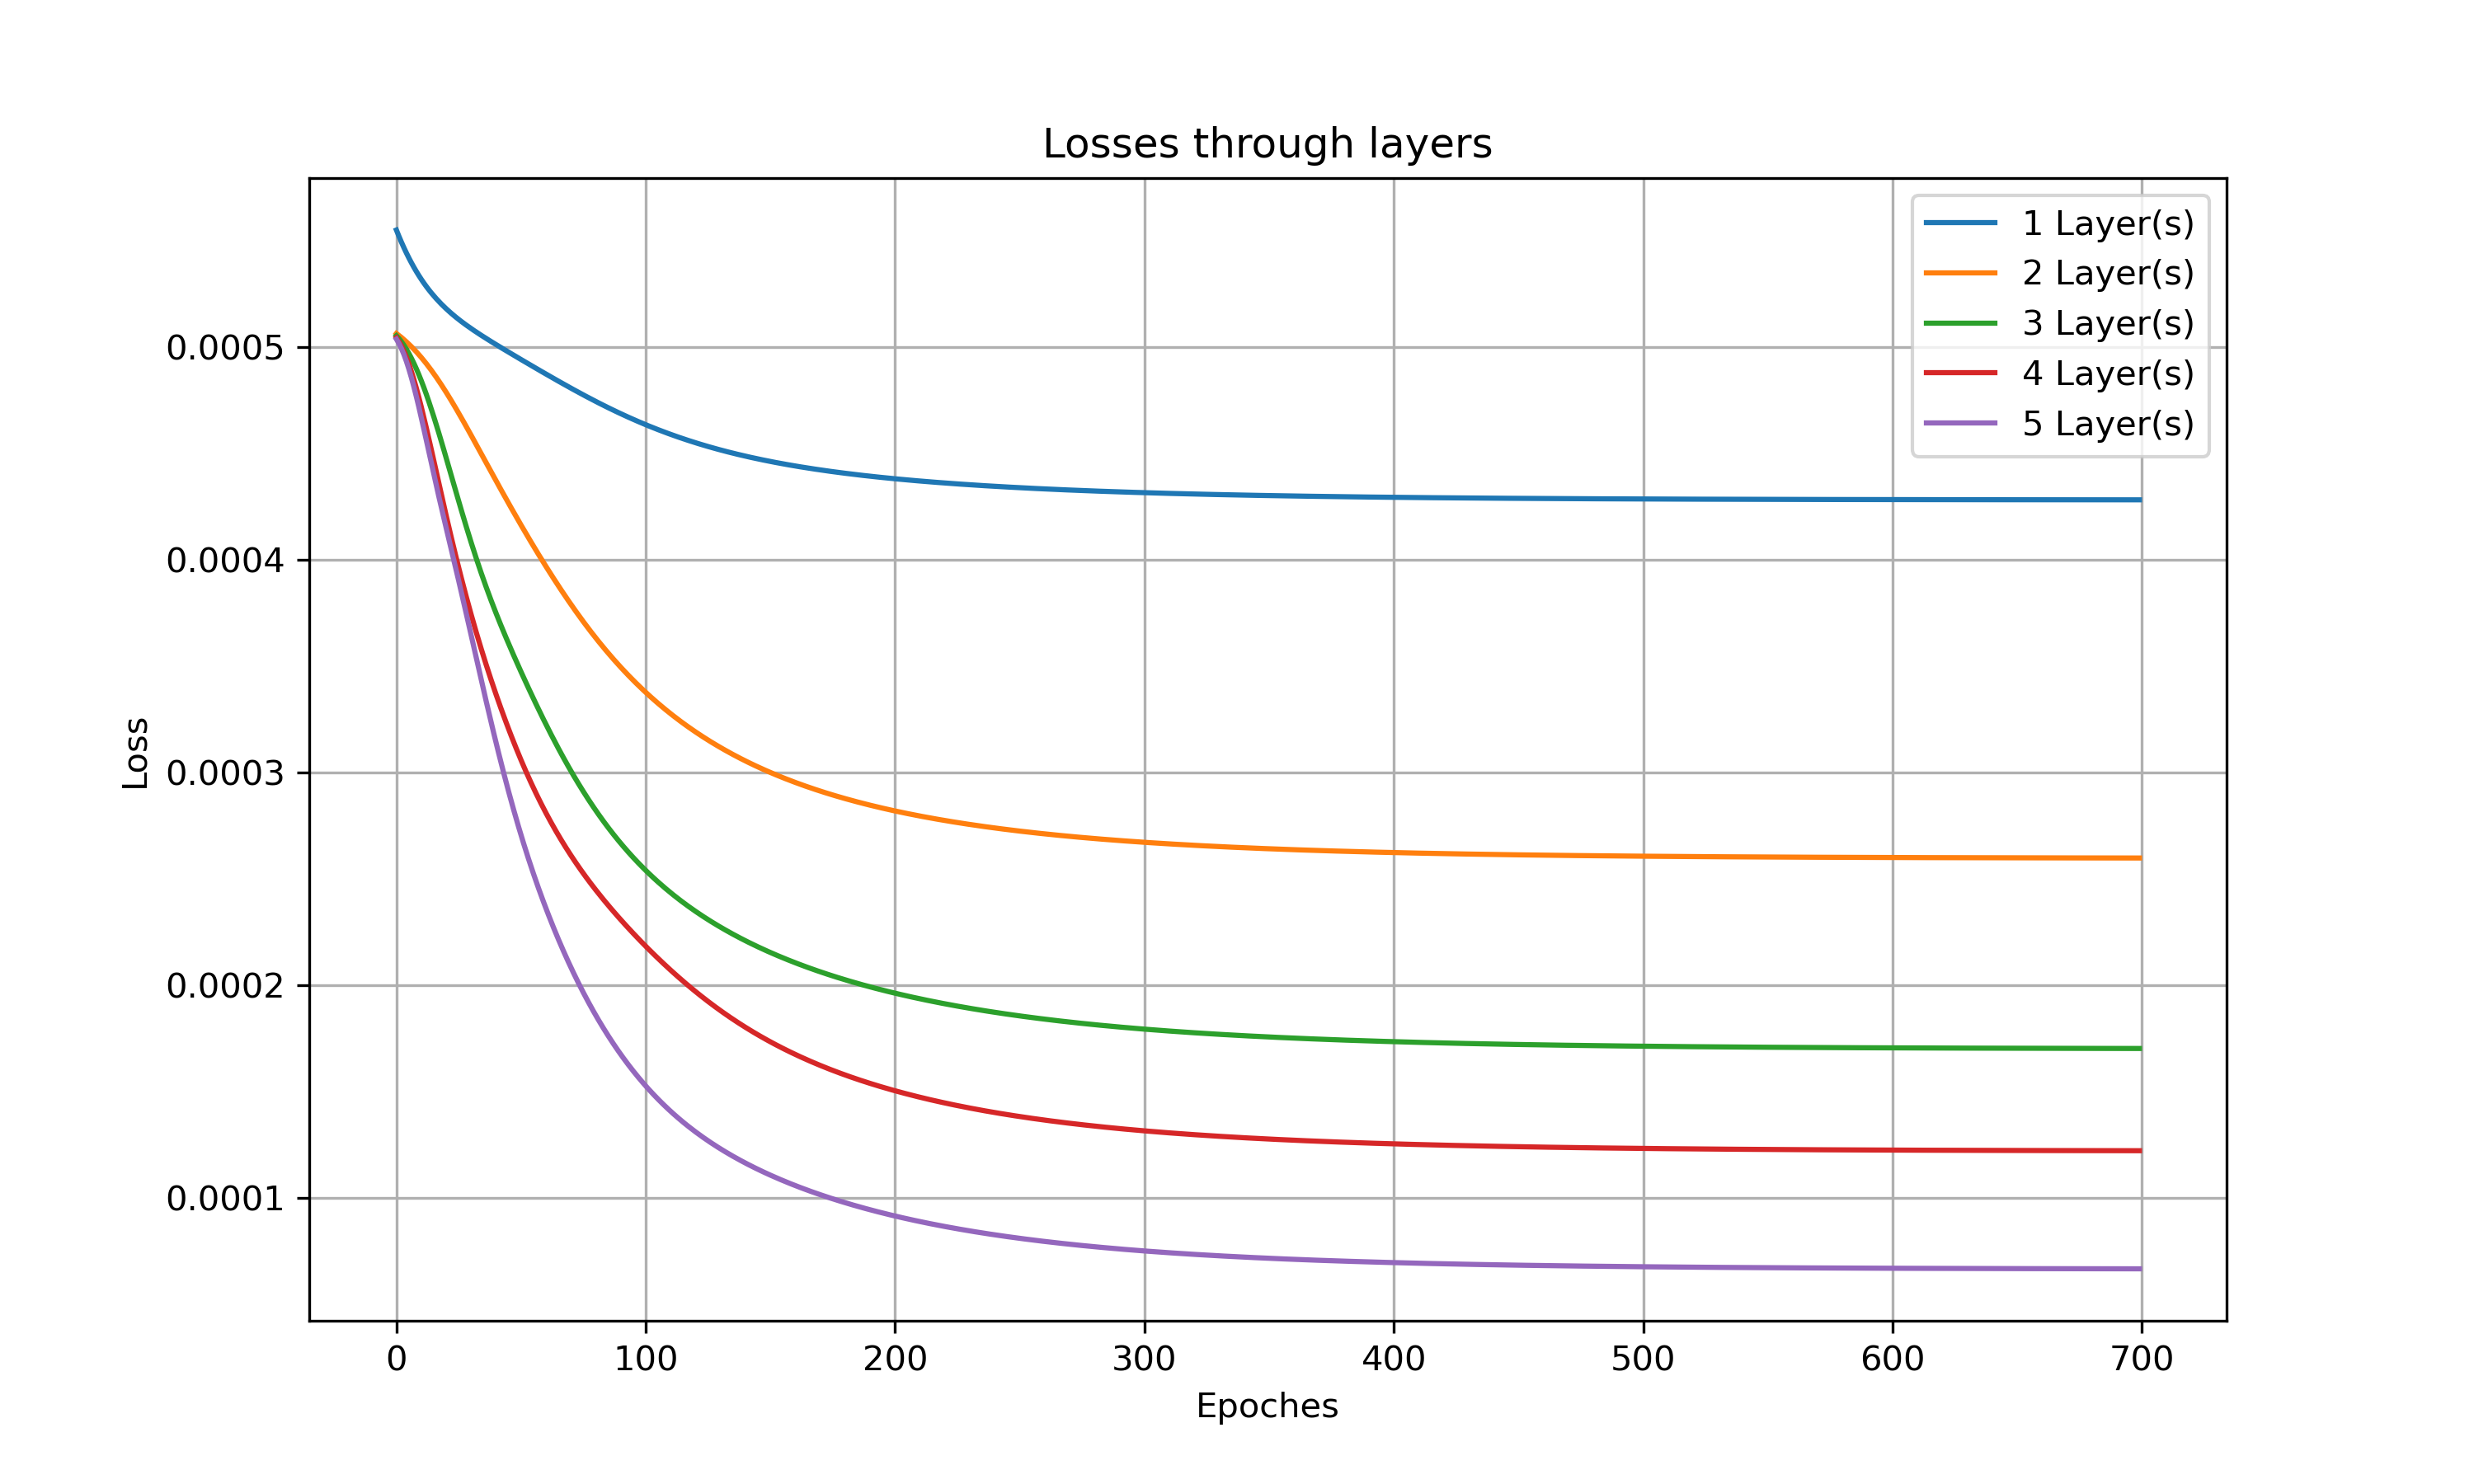 Losses through layers
1 Layer(s)
2 Layer(s)
3 Layer(s)
4 Layer(s)
5 Layer(s)
Loss
0.0005
0.0004
0.0003
0.0002
0.0001
0 100 200 300 400 500 600 700
Epoches